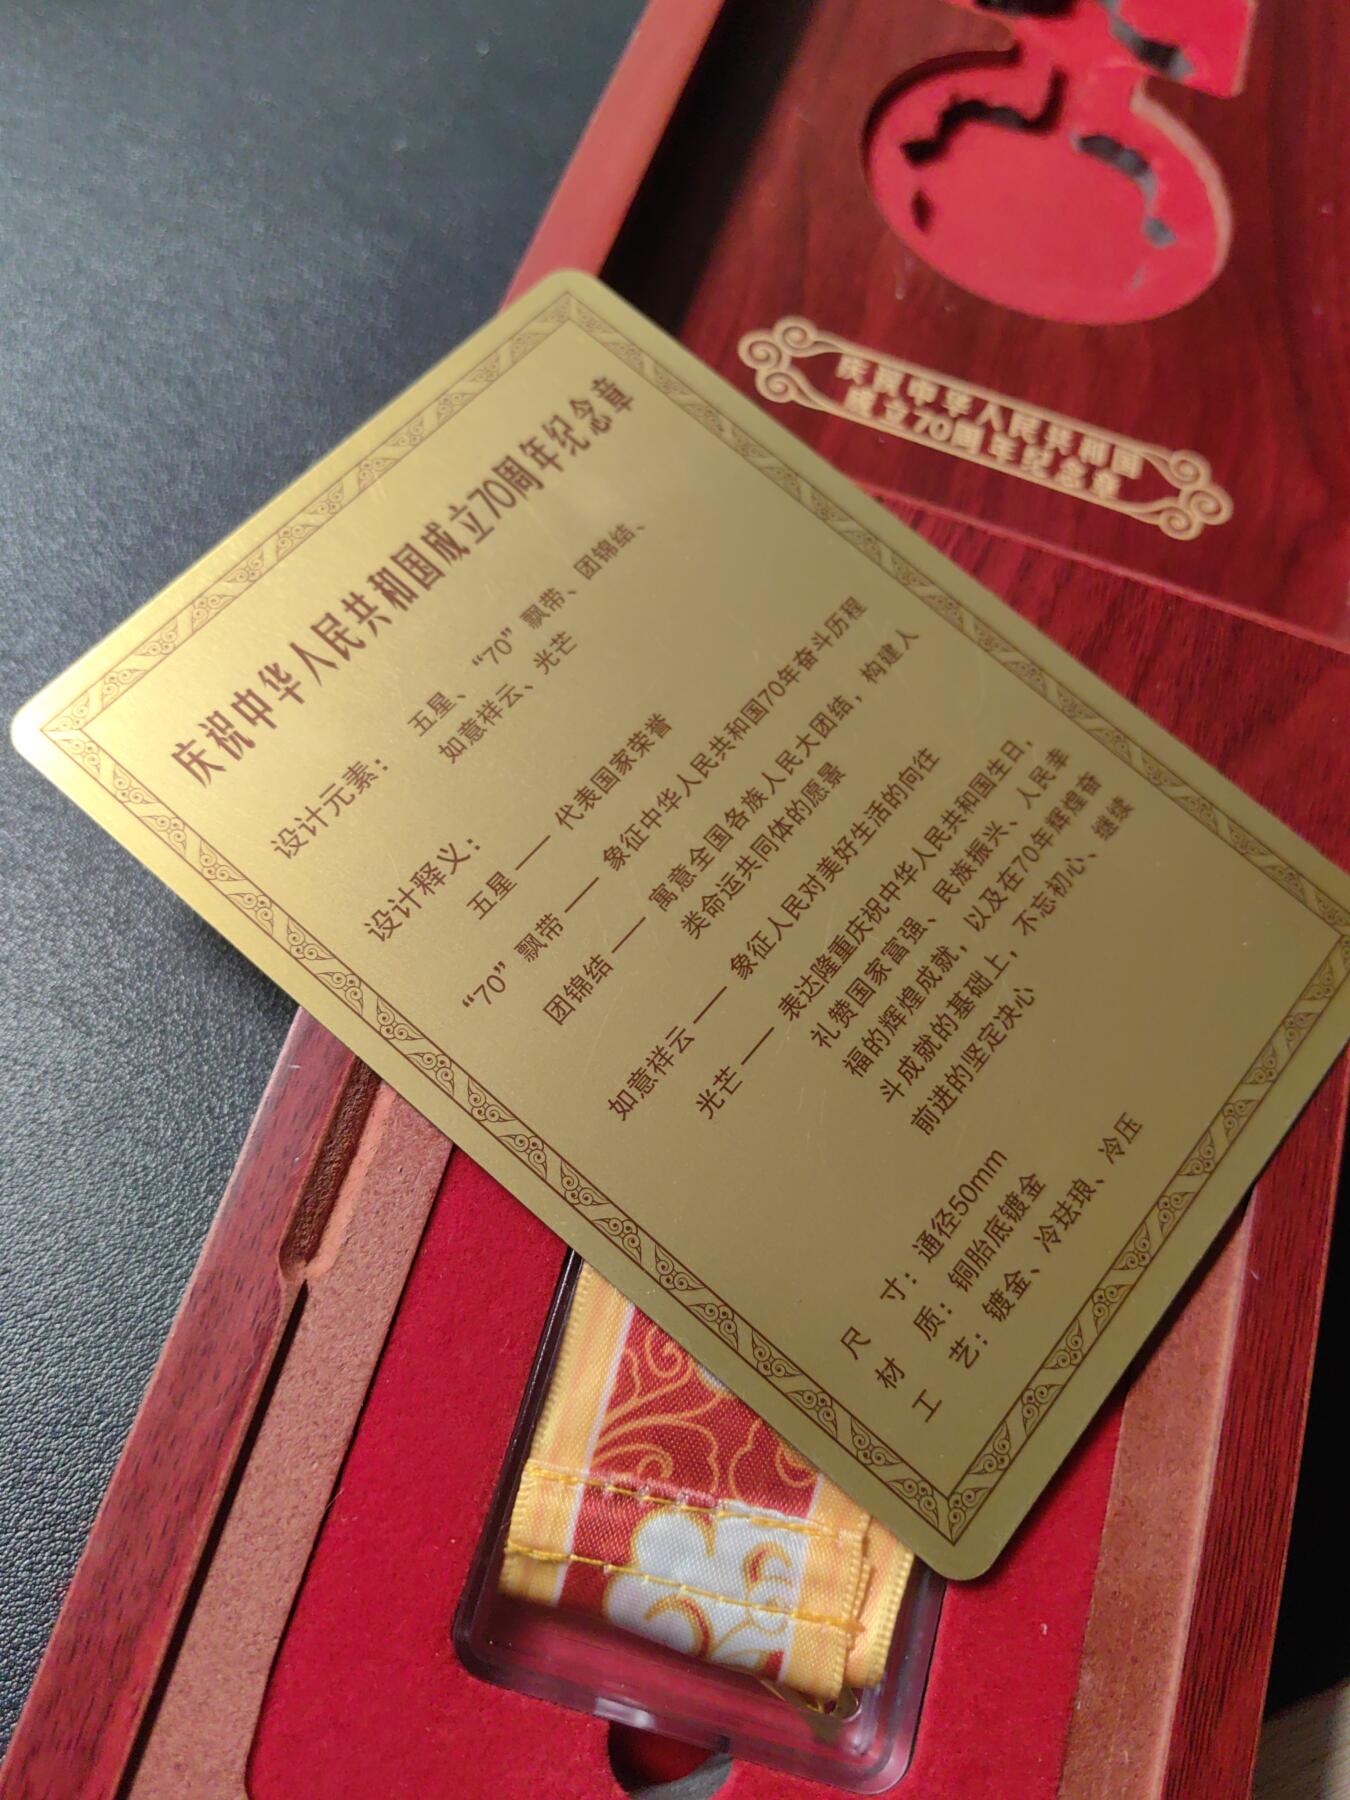 庆祝中华人民共和国
成立70周年纪念章
庆祝中华人民共和国成立70周年纪念章
设计元素：
五星、“70”飘带、团锦结、
如意祥云、光芒
设计释义：
五星——代表国家荣誉
“70”飘带——象征中华人民共和国70年奋斗历程
团锦结——寓意全国各族人民大团结，构建人
类命运共同体的愿景
如意祥云——象征人民对美好生活的向往
光芒——表达隆重庆祝中华人民共和国生日，
礼赞国家富强、民族振兴、人民幸
福的辉煌成就，以及在70年辉煌奋
斗成就的基础上，不忘初心、继续
前进的坚定决心
尺寸：通径50mm
材质：铜胎底镀金
工艺：镀金、冷珐琅、冷压